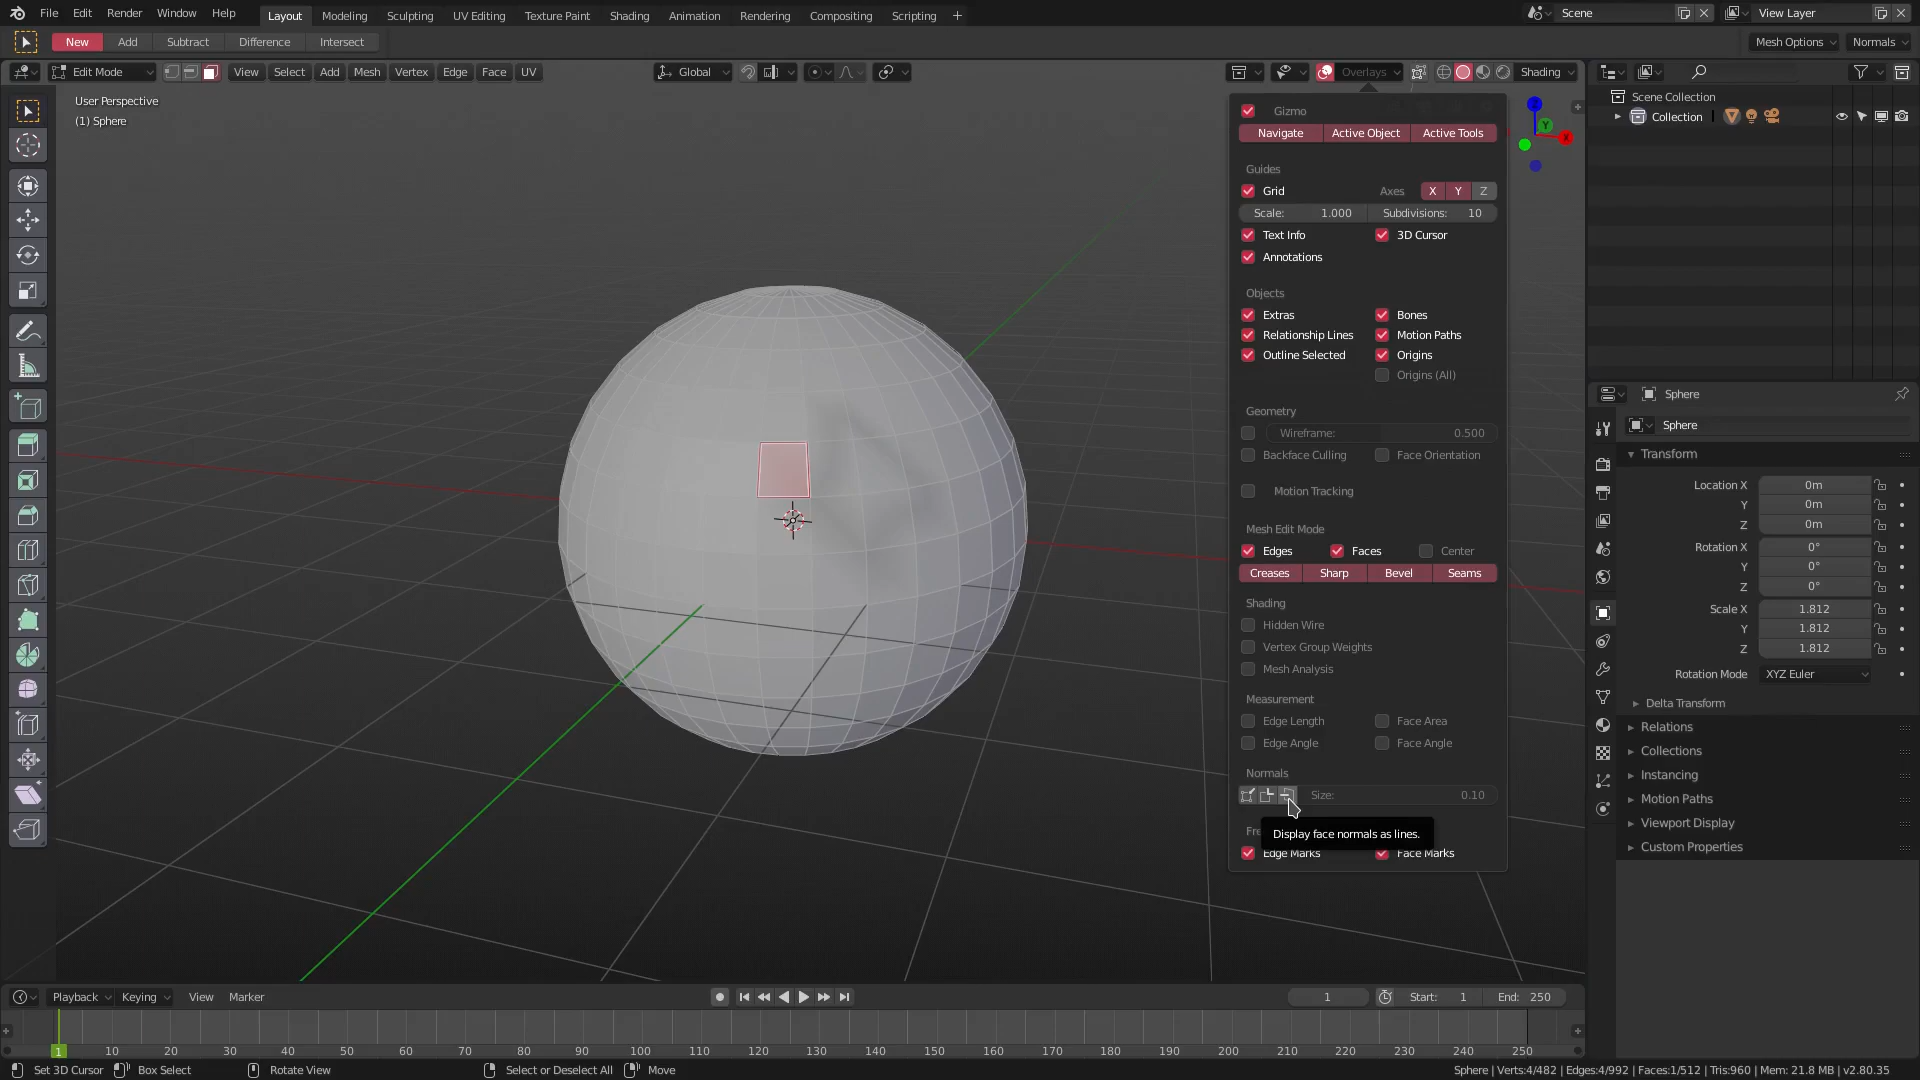 File Edit Render Window Help Layout Modeling Sculpting UV Editing Texture Paint Shading Animation Rendering Compositing Scripting + Scene View Layer
New Add Subtract Difference Intersect Mesh Options Normals
Edit Mode View Select Add Mesh Vertex Edge Face UV Global Overlays Shading
User Perspective
(1) Sphere
Gizmo
Navigate Active Object Active Tools
Guides
Grid Axes X Y Z
Scale: 1.000 Subdivisions: 10
Text Info 3D Cursor
Annotations
Objects
Extras Bones
Relationship Lines Motion Paths
Outline Selected Origins
Origins (All)
Geometry
Wireframe: 0.500
Backface Culling Face Orientation
Motion Tracking
Mesh Edit Mode
Edges Faces Center
Creases Sharp Bevel Seams
Shading
Hidden Wire
Vertex Group Weights
Mesh Analysis
Measurement
Edge Length Face Area
Edge Angle Face Angle
Normals
Size: 0.10
Fre
Display face normals as lines.
Edge Marks Face Marks
Z
Y
X
Scene Collection
Collection
Sphere
Sphere
Transform
Location X 0m
Y 0m
Z 0m
Rotation X 0°
Y 0°
Z 0°
Scale X 1.812
Y 1.812
Z 1.812
Rotation Mode XYZ Euler
Delta Transform
Relations
Collections
Instancing
Motion Paths
Viewport Display
Custom Properties
Playback Keying View Marker 1 Start: 1 End: 250
1 10 20 30 40 50 60 70 80 90 100 110 120 130 140 150 160 170 180 190 200 210 220 230 240 250
Set 3D Cursor Box Select Rotate View Select or Deselect All Move Sphere | Verts:4/482 | Edges:4/992 | Faces:1/512 | Tris:960 | Mem: 21.8 MB | v2.80.35